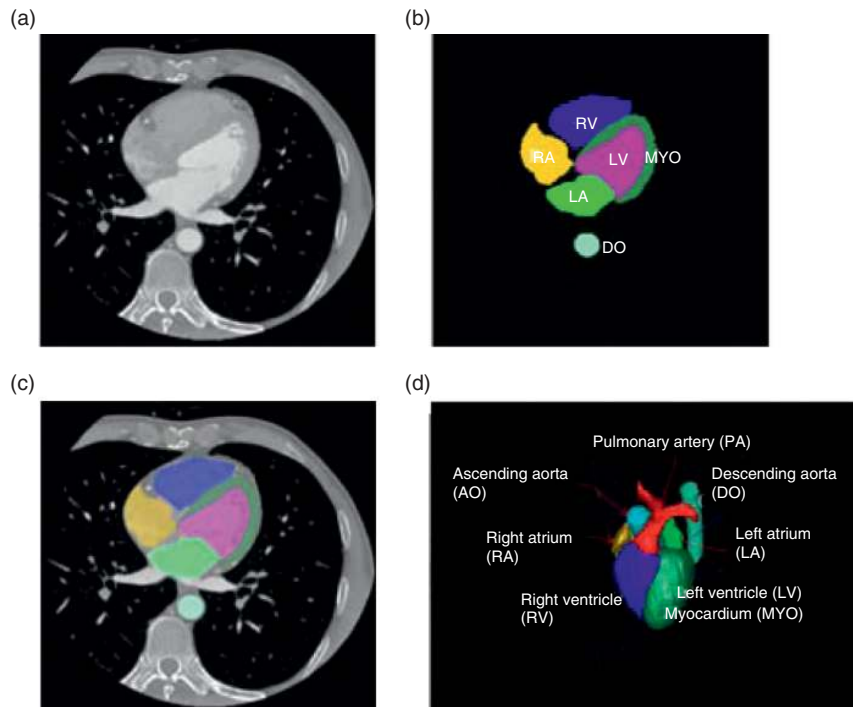 (a)
(b)
RV
RA
LV
MYO
LA
DO
(c)
(d)
Pulmonary artery (PA)
Ascending aorta
(AO)
Descending aorta
(DO)
Right atrium
(RA)
Left atrium
(LA)
Right ventricle
(RV)
Left ventricle (LV)
Myocardium (MYO)